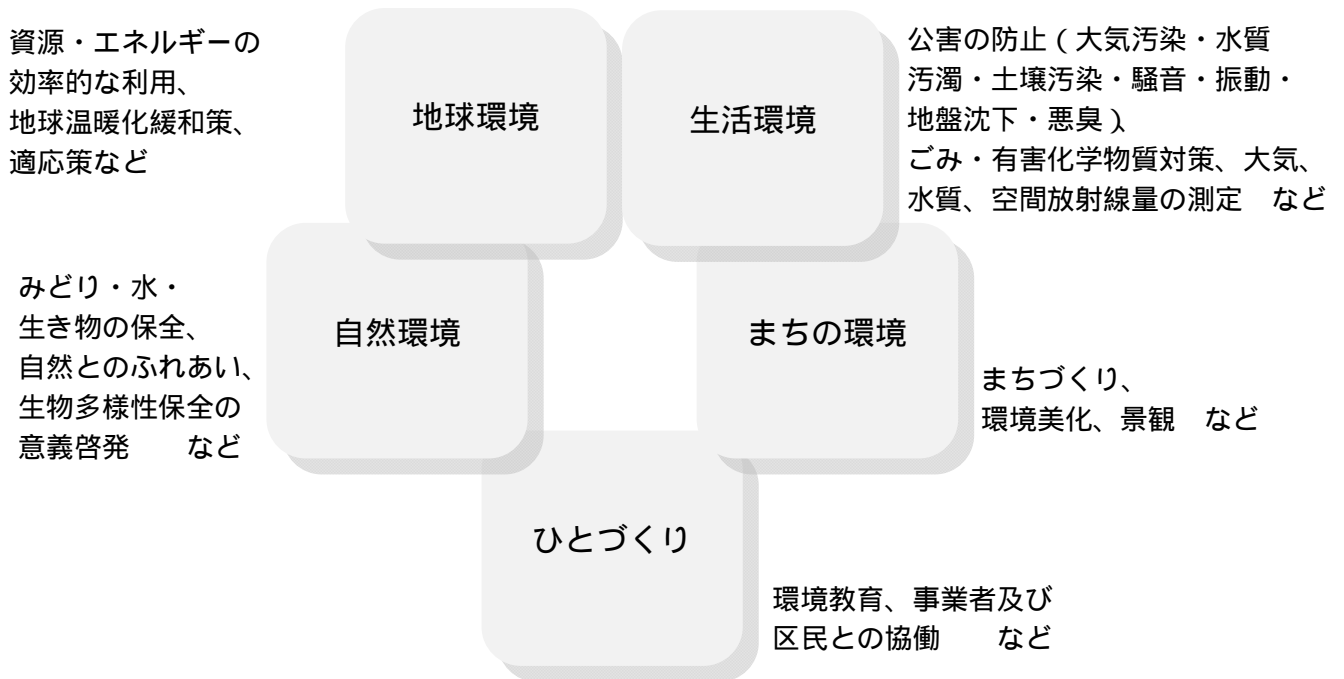 資源・エネルギーの
効率的な利用、
地球温暖化緩和策、
適応策など
地球環境
生活環境
公害の防止(大気汚染・水質
汚濁・土壌汚染・騒音・振動・
地盤沈下・悪臭)、
ごみ・有害化学物質対策、大気、
水質、空間放射線量の測定　など
みどり・水・
生き物の保全、
自然とのふれあい、
生物多様性保全の
意義啓発　　など
自然環境
まちの環境
まちづくり、
環境美化、景観　など
ひとづくり
環境教育、事業者及び
区民との協働　　など